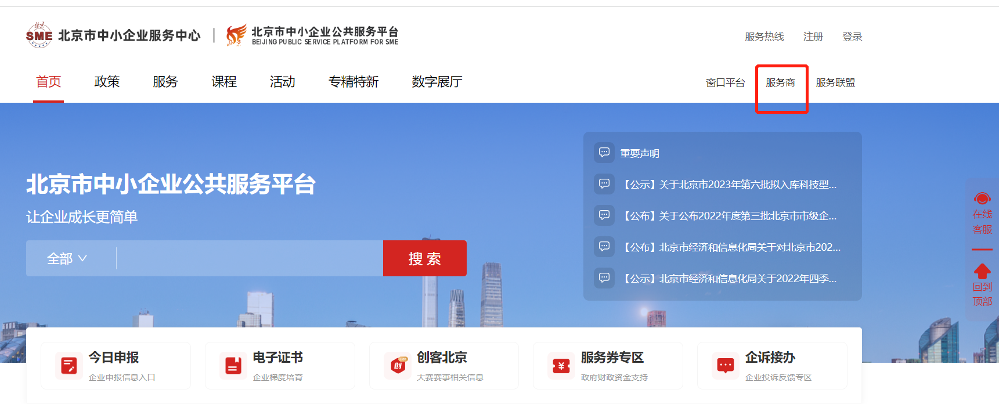 北京
SME
北京市中小企业服务中心
北京市中小企业公共服务平台
BEIJING PUBLIC SERVICE PLATFORM FOR SME
服务热线 注册 登录
首页 政策 服务 课程 活动 专精特新 数字展厅
窗口平台 服务商 服务联盟
北京市中小企业公共服务平台
让企业成长更简单
全部
搜 索
重要声明
【公示】关于北京市2023年第六批拟入库科技型...
【公布】关于公布2022年度第三批北京市市级企...
【公布】北京市经济和信息化局关于对北京市202...
【公示】北京市经济和信息化局关于2022年四季...
在线
客服
回到
顶部
今日申报
企业申报信息入口
电子证书
企业梯度培育
创
HOT
创客北京
大赛赛事相关信息
¥
服务券专区
政府财政资金支持
企诉接办
企业投诉反馈专区